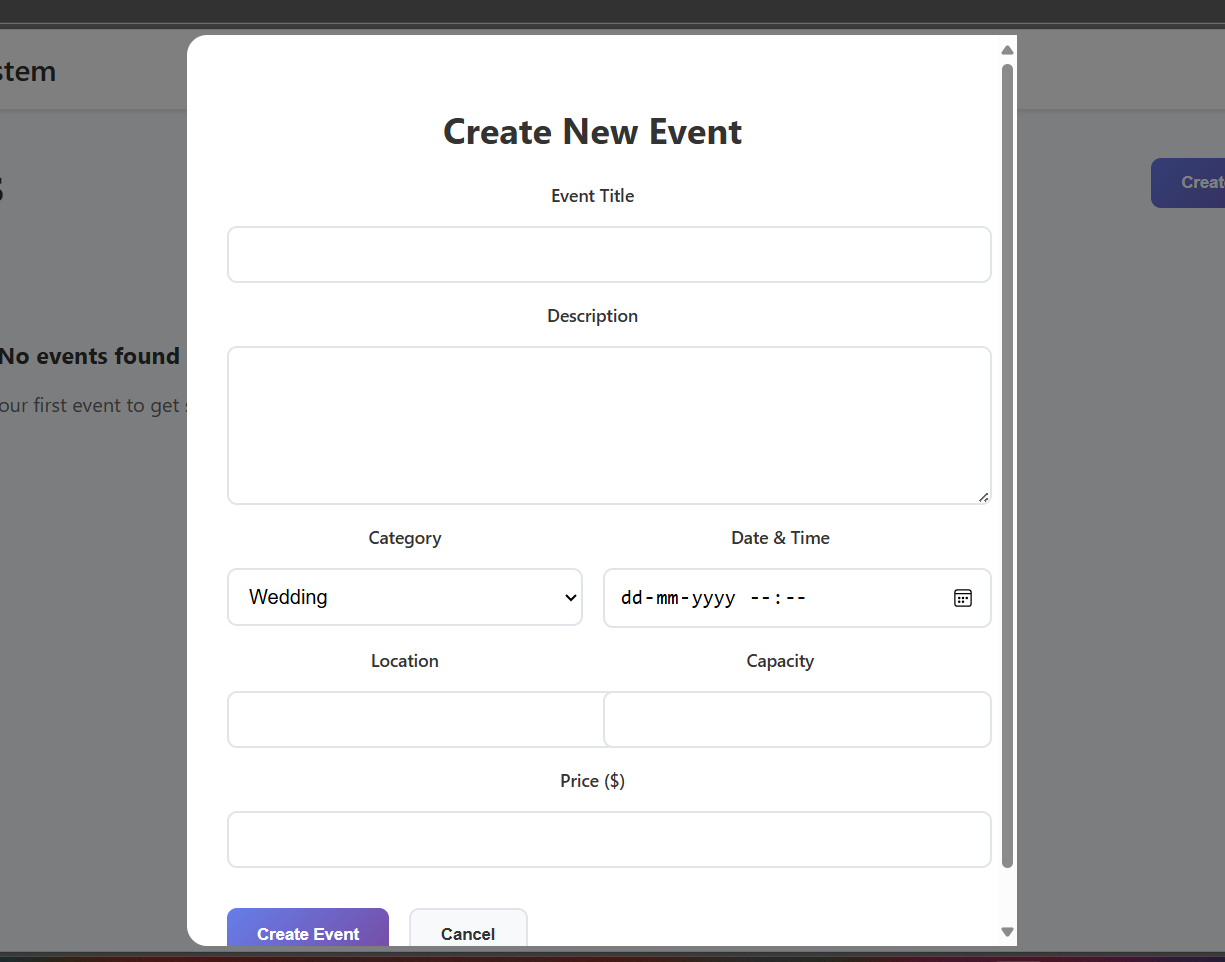 stem
Create New Event
Event Title
Description
No events found
our first event to get
Category
Date & Time
Wedding
dd-mm-yyyy --:--
Location
Capacity
Price ($)
Create Event
Cancel